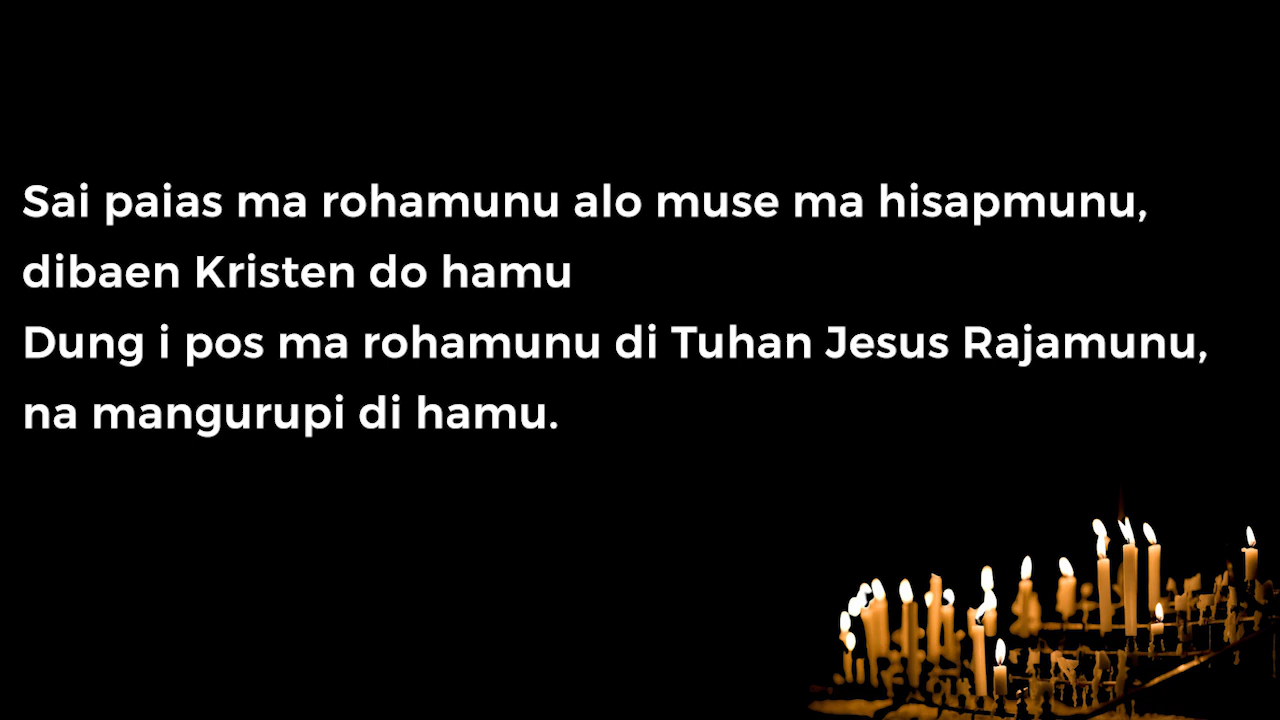 Sai paias ma rohamunu alo muse ma hisapmunu,
dibaen Kristen do hamu
Dung i pos ma rohamunu di Tuhan Jesus Rajamunu,
na mangurupi di hamu.